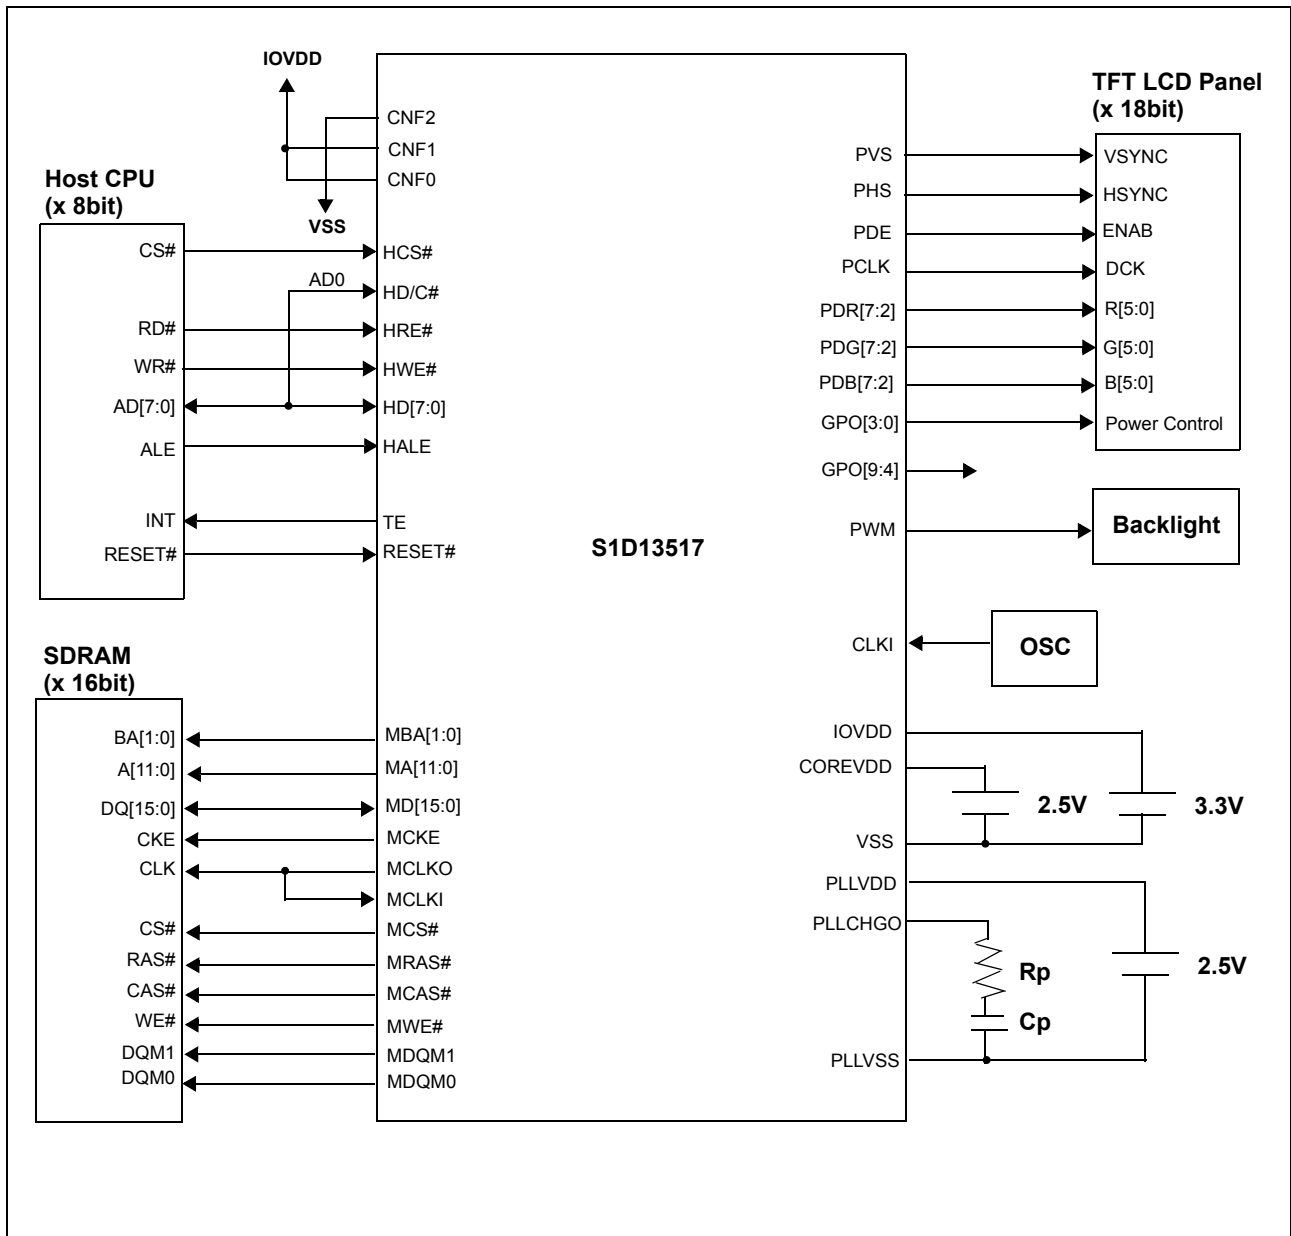 IOVDD
CNF2
CNF1
CNF0
VSS
Host CPU
(x 8bit)
CS#
RD#
WR#
AD[7:0]
ALE
INT
RESET#
AD0
HCS#
HD/C#
HRE#
HWE#
HD[7:0]
HALE
TE
RESET#
S1D13517
SDRAM
(x 16bit)
BA[1:0]
A[11:0]
DQ[15:0]
CKE
CLK
CS#
RAS#
CAS#
WE#
DQM1
DQM0
MBA[1:0]
MA[11:0]
MD[15:0]
MCKE
MCLKO
MCLKI
MCS#
MRAS#
MCAS#
MWE#
MDQM1
MDQM0
PVS
PHS
PDE
PCLK
PDR[7:2]
PDG[7:2]
PDB[7:2]
GPO[3:0]
GPO[9:4]
PWM
CLKI
IOVDD
COREVDD
VSS
PLLVDD
PLLCHGO
PLLVSS
TFT LCD Panel
(x 18bit)
VSYNC
HSYNC
ENAB
DCK
R[5:0]
G[5:0]
B[5:0]
Power Control
Backlight
OSC
2.5V
3.3V
Rp
Cp
2.5V